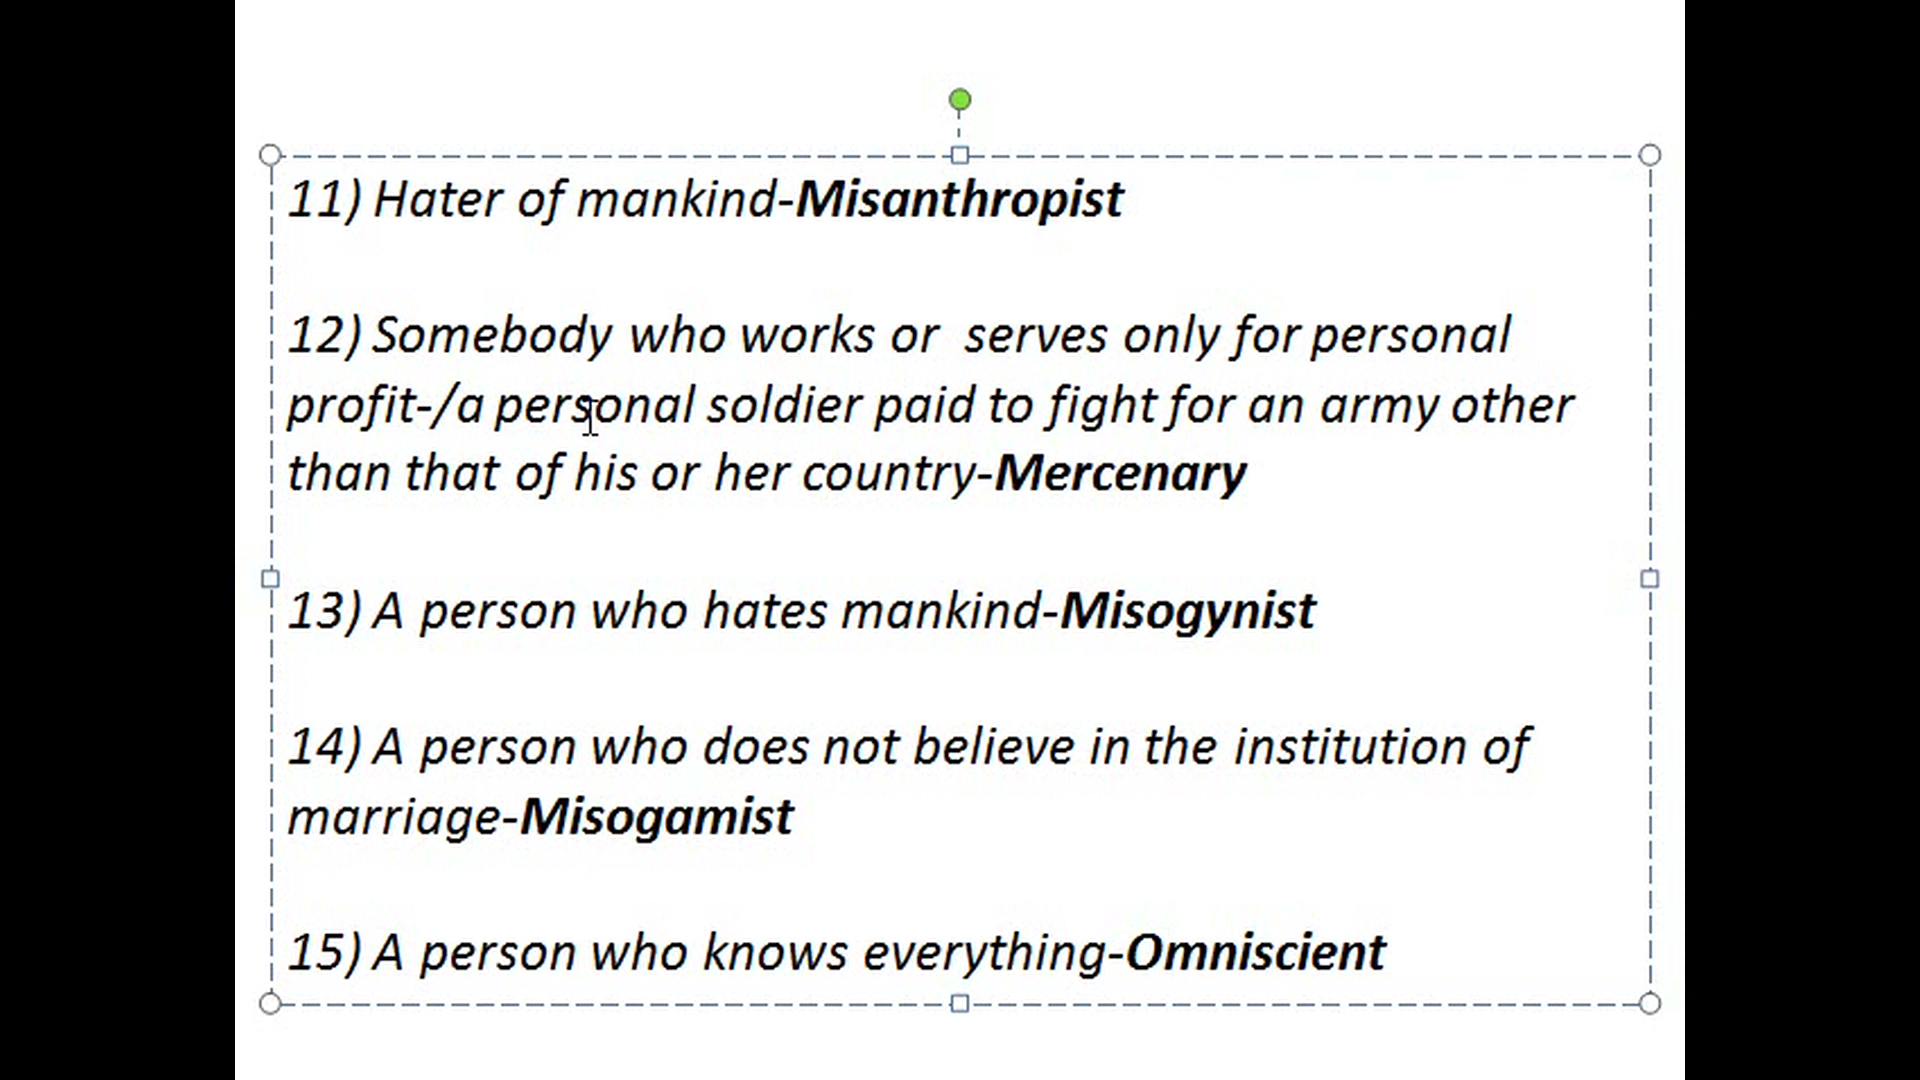 11) Hater of mankind-Misanthropist
12) Somebody who works or serves only for personal
profit-/a personal soldier paid to fight for an army other
than that of his or her country-Mercenary
13) A person who hates mankind-Misogynist
14) A person who does not believe in the institution of
marriage-Misogamist
15) A person who knows everything-Omniscient